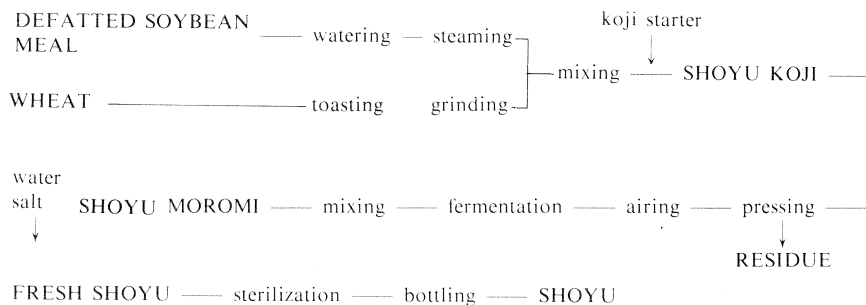 koji starter
DEFATTED SOYBEAN
MEAL
watering steaming
mixing SHOYU KOJI
WHEAT toasting grinding
water
salt SHOYU MOROMI mixing fermentation airing pressing
RESIDUE
FRESH SHOYU sterilization bottling SHOYU